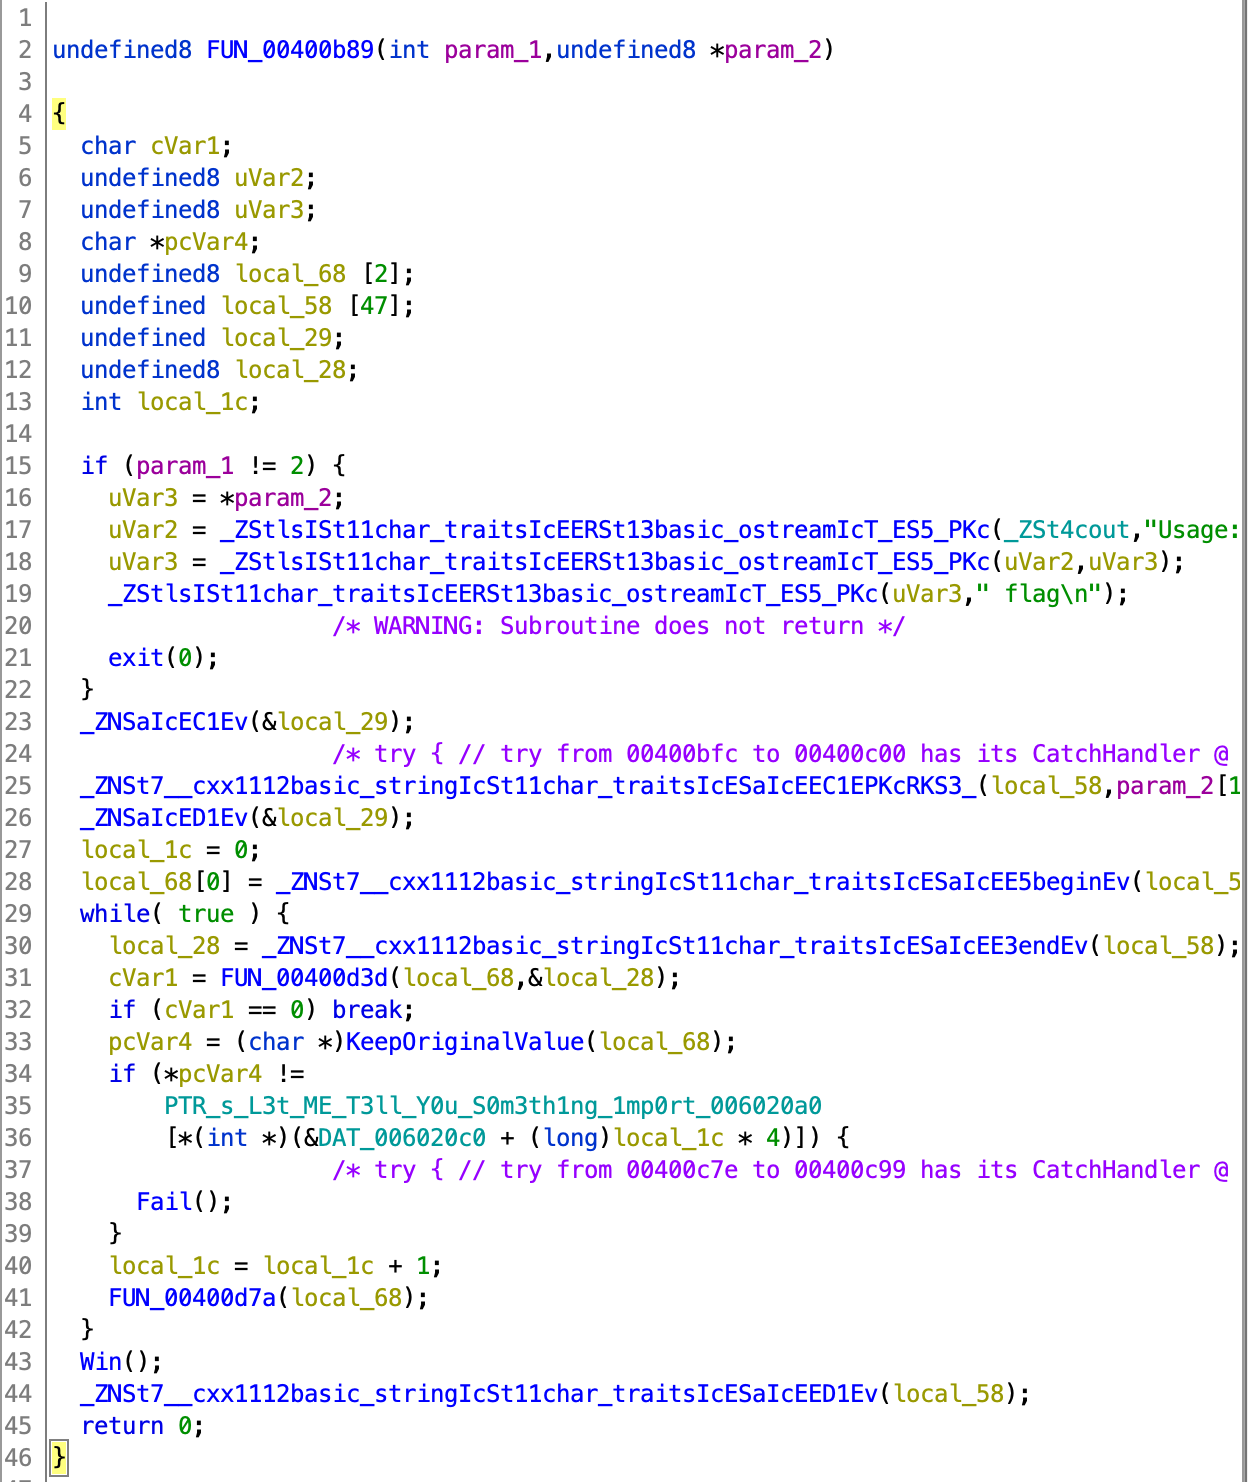 1
2 undefined8 FUN_00400b89(int param_1,undefined8 *param_2)
3
4 {
5 char cVar1;
6 undefined8 uVar2;
7 undefined8 uVar3;
8 char *pcVar4;
9 undefined8 local_68 [2];
10 undefined local_58 [47];
11 undefined local_29;
12 undefined8 local_28;
13 int local_1c;
14
15 if (param_1 != 2) {
16 uVar3 = *param_2;
17 uVar2 = _ZStlsISt11char_traitsIcEERSt13basic_ostreamIcT_ES5_PKc(_ZSt4cout,"Usage:
18 uVar3 = _ZStlsISt11char_traitsIcEERSt13basic_ostreamIcT_ES5_PKc(uVar2,uVar3);
19 _ZStlsISt11char_traitsIcEERSt13basic_ostreamIcT_ES5_PKc(uVar3," flag\n");
20 /* WARNING: Subroutine does not return */
21 exit(0);
22 }
23 _ZNSaIcEC1Ev(&local_29);
24 /* try { // try from 00400bfc to 00400c00 has its CatchHandler @
25 _ZNSt7__cxx1112basic_stringIcSt11char_traitsIcESaIcEEC1EPKcRKS3_(local_58,param_2[1
26 _ZNSaIcED1Ev(&local_29);
27 local_1c = 0;
28 local_68[0] = _ZNSt7__cxx1112basic_stringIcSt11char_traitsIcESaIcEE5beginEv(local_5
29 while( true ) {
30 local_28 = _ZNSt7__cxx1112basic_stringIcSt11char_traitsIcESaIcEE3endEv(local_58);
31 cVar1 = FUN_00400d3d(local_68,&local_28);
32 if (cVar1 == 0) break;
33 pcVar4 = (char *)KeepOriginalValue(local_68);
34 if (*pcVar4 !=
35 PTR_s_L3t_ME_T3ll_Y0u_S0m3th1ng_1mp0rt_006020a0
36 [*(int *)(&DAT_006020c0 + (long)local_1c * 4)]) {
37 /* try { // try from 00400c7e to 00400c99 has its CatchHandler @
38 Fail();
39 }
40 local_1c = local_1c + 1;
41 FUN_00400d7a(local_68);
42 }
43 Win();
44 _ZNSt7__cxx1112basic_stringIcSt11char_traitsIcESaIcEED1Ev(local_58);
45 return 0;
46 }